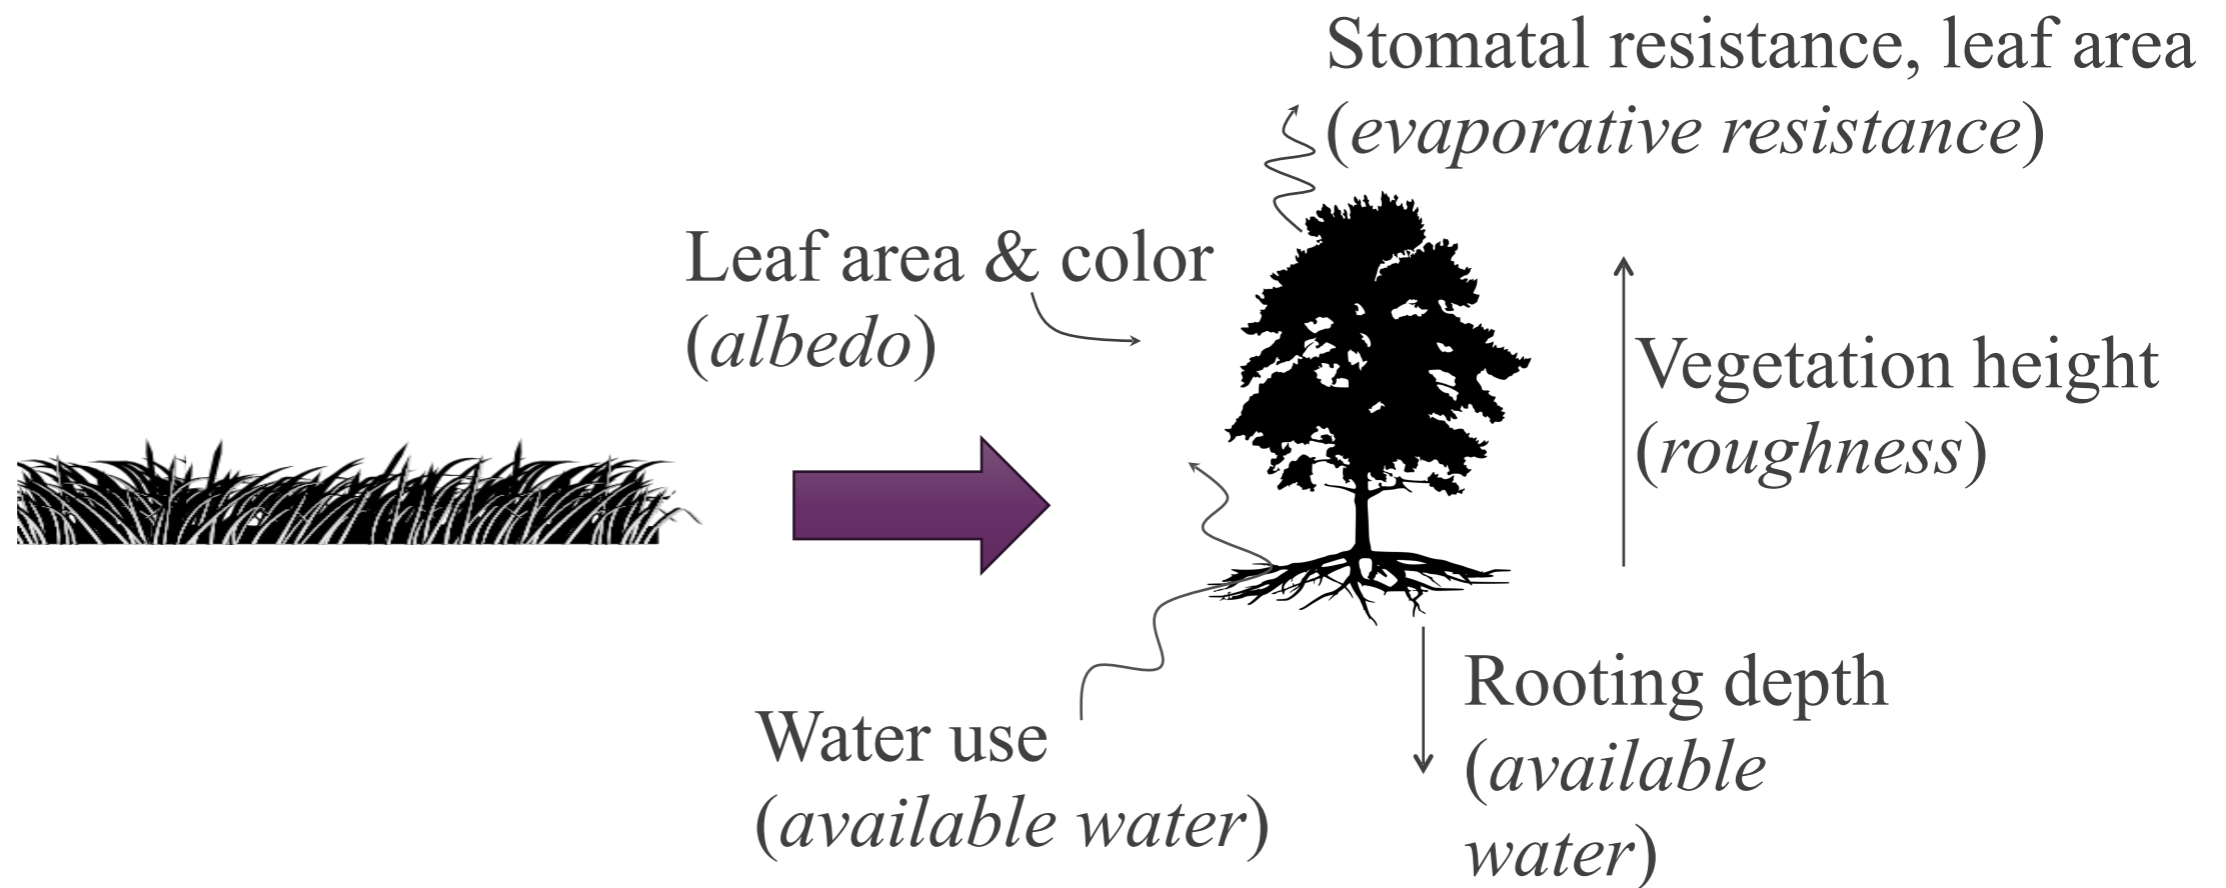 Stomatal resistance, leaf area
(evaporative resistance)
Leaf area & color
(albedo)
Vegetation height
(roughness)
Water use
(available water)
Rooting depth
(available
water)